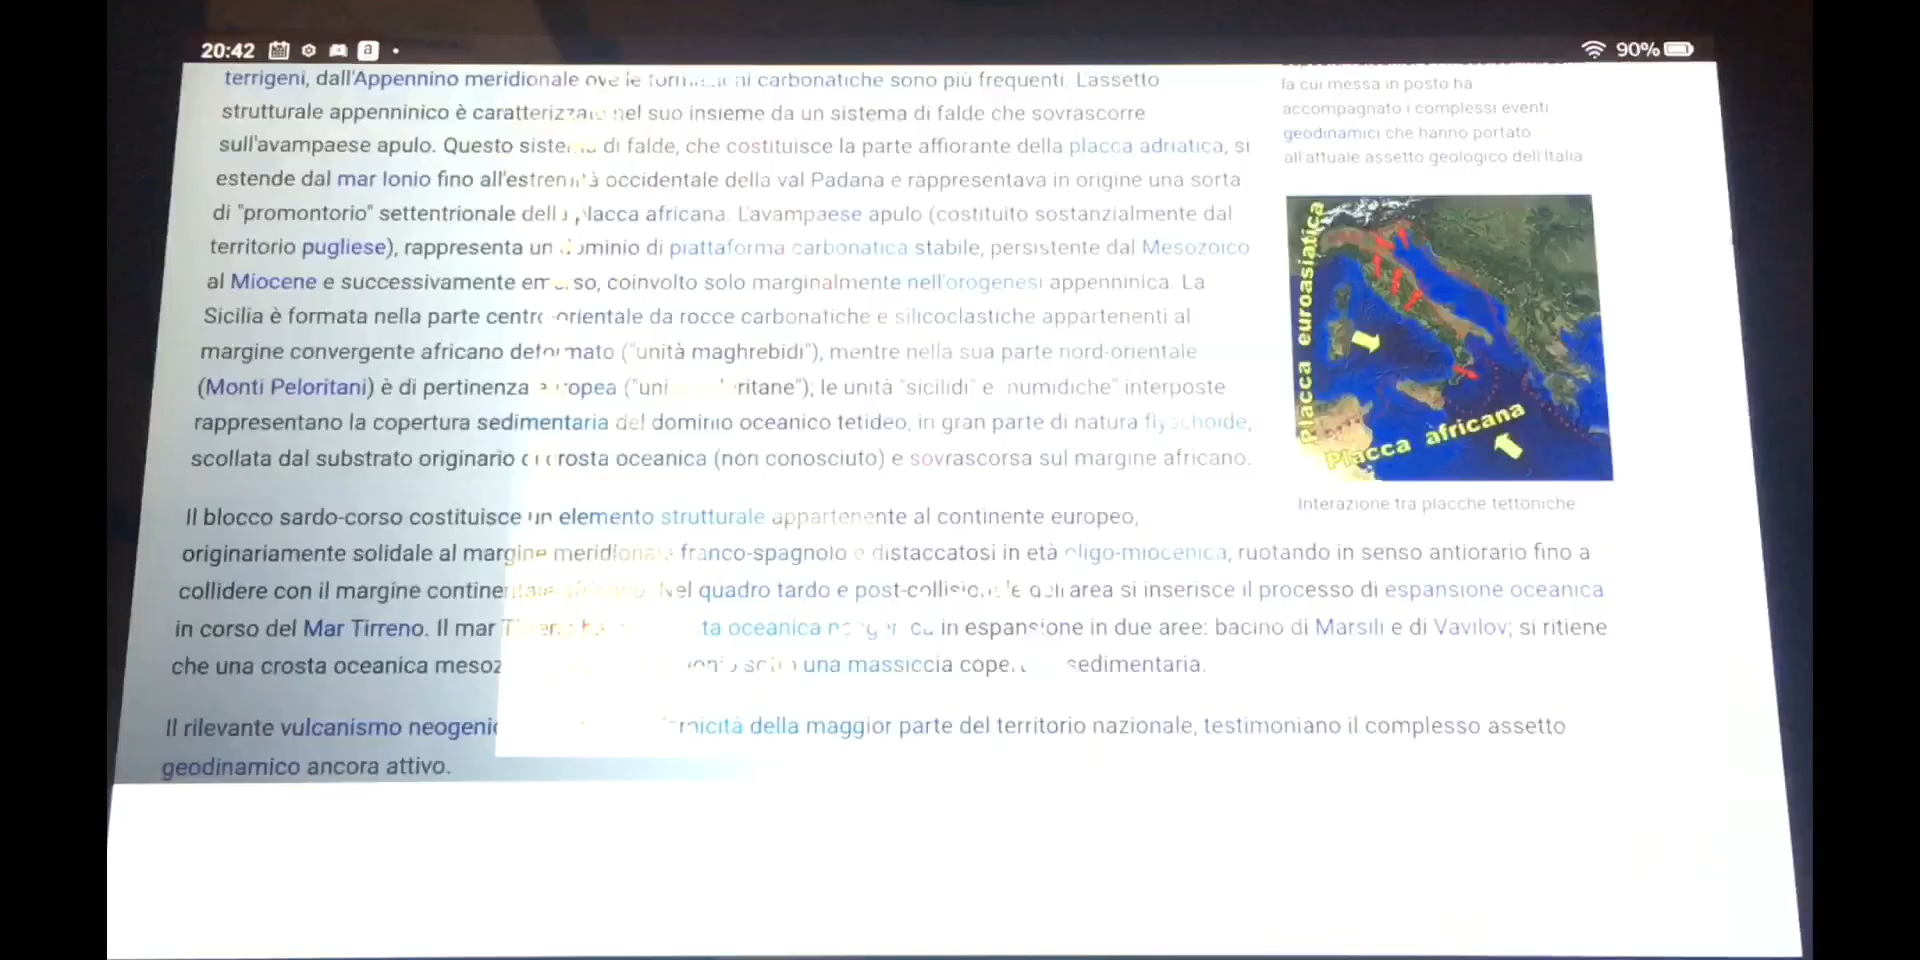 20:42
90%
terrigeni, dall'Appennino meridionale ove le carbonatiche sono più frequenti. L'assetto
strutturale appenninico è caratterizzato nel suo insieme da un sistema di falde che sovrascorre
sull'avampaese apulo. Questo sistema di falde, che costituisce la parte affiorante della placca adriatica, si
estende dal mar Ionio fino all'estremità occidentale della val Padana e rappresentava in origine una sorta
di "promontorio" settentrionale della placca africana. L'avampaese apulo (costituito sostanzialmente dal
territorio pugliese), rappresenta un dominio di piattaforma carbonatica stabile, persistente dal Mesozoico
al Miocene e successivamente emerso, coinvolto solo marginalmente nell'orogenesi appenninica. La
Sicilia è formata nella parte centro-orientale da rocce carbonatiche e silicoclastiche appartenenti al
margine convergente africano deformato ("unità maghrebidi"), mentre nella sua parte nord-orientale
(Monti Peloritani) è di pertinenza europea le unità "sicilidi" e "numidiche" interposte
rappresentano la copertura sedimentaria del dominio oceanico tetideo, in gran parte di natura flyschoide,
scollata dal substrato originario crosta oceanica (non conosciuto) e sovrascorsa sul margine africano.
Il blocco sardo-corso costituisce un elemento strutturale appartenente al continente europeo,
originariamente solidale al margine meridionale franco-spagnolo e distaccatosi in età oligo-miocenica, ruotando in senso antiorario fino a
collidere con il margine continentale Nel quadro tardo e post-collisionale area si inserisce il processo di espansione oceanica
in corso del Mar Tirreno. Il mar Tirreno oceanica in espansione in due aree: bacino di Marsili e di Vavilov; si ritiene
che una crosta oceanica una massiccia sedimentaria.
Il rilevante vulcanismo neogenico della maggior parte del territorio nazionale, testimoniano il complesso assetto
geodinamico ancora attivo.
la cui messa in posto ha
accompagnato i complessi eventi
geodinamici che hanno portato
all'attuale assetto geologico dell'Italia
Placca euroasiatica
Placca africana
Interazione tra placche tettoniche